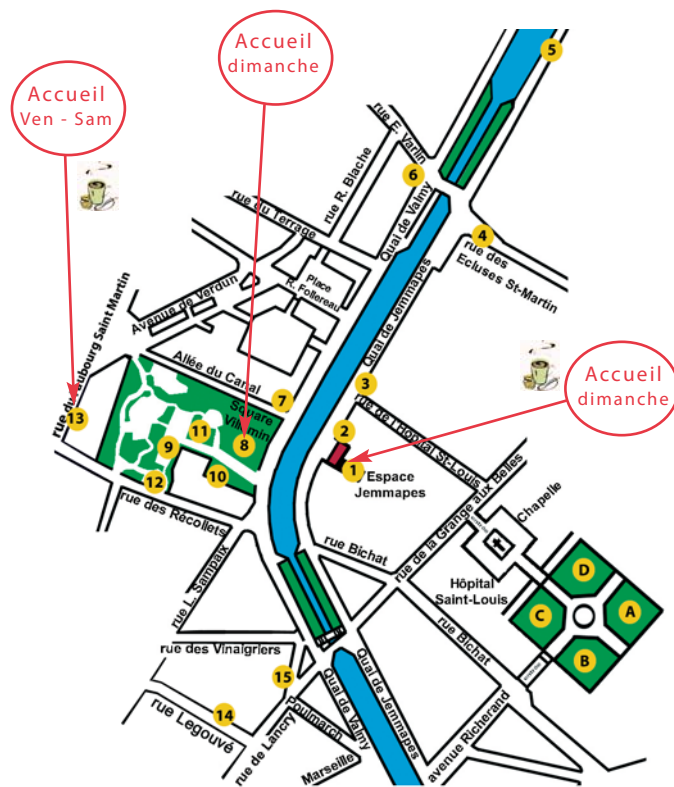 Accueil
dimanche
Accueil
Ven - Sam
5
rue E. Varlin
6
rue R. Blache
Quai de Valmy
rue du Terrage
4
rue des
Ecluses St-Martin
Place
R. Follereau
Avenue de Verdun
Quai de Jemmapes
rue du Faubourg Saint Martin
Allée du Canal
7
3
Accueil
dimanche
13
Square
Villemin
11
8
9
2
1
rue de l'Hôpital St-Louis
Espace
Jemmapes
12
10
rue des Récollets
rue de la Grange aux Belles
Chapelle
rue Bichat
D
rue L. Sampaix
Hôpital
Saint-Louis
C
A
B
rue des Vinaigriers
rue Bichat
15
14
rue Legouvé
rue de Lancry
Poulmarch
Marseille
Quai de Valmy
Quai de Jemmapes
avenue Richerand